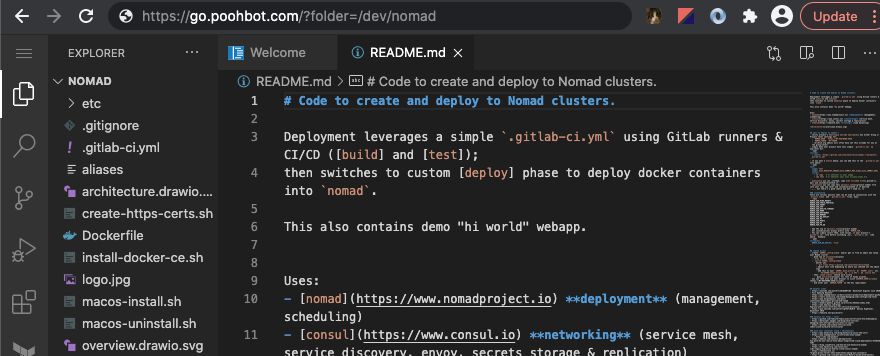 https://go.poohbot.com/?folder=/dev/nomad
Update
EXPLORER
Welcome
README.md
NOMAD
etc
.gitignore
.gitlab-ci.yml
aliases
architecture.drawio....
create-https-certs.sh
Dockerfile
install-docker-ce.sh
logo.jpg
macos-install.sh
macos-uninstall.sh
overview.drawio.svg
README.md > # Code to create and deploy to Nomad clusters.
1 # Code to create and deploy to Nomad clusters.
2
3 Deployment leverages a simple `.gitlab-ci.yml` using GitLab runners &
CI/CD ([build] and [test]);
4 then switches to custom [deploy] phase to deploy docker containers
into `nomad`.
5
6 This also contains demo "hi world" webapp.
7
8
9 Uses:
10 - [nomad](https://www.nomadproject.io) **deployment** (management,
scheduling)
11 - [consul](https://www.consul.io) **networking** (service mesh,
service discovery, envoy, secrets storage & replication)